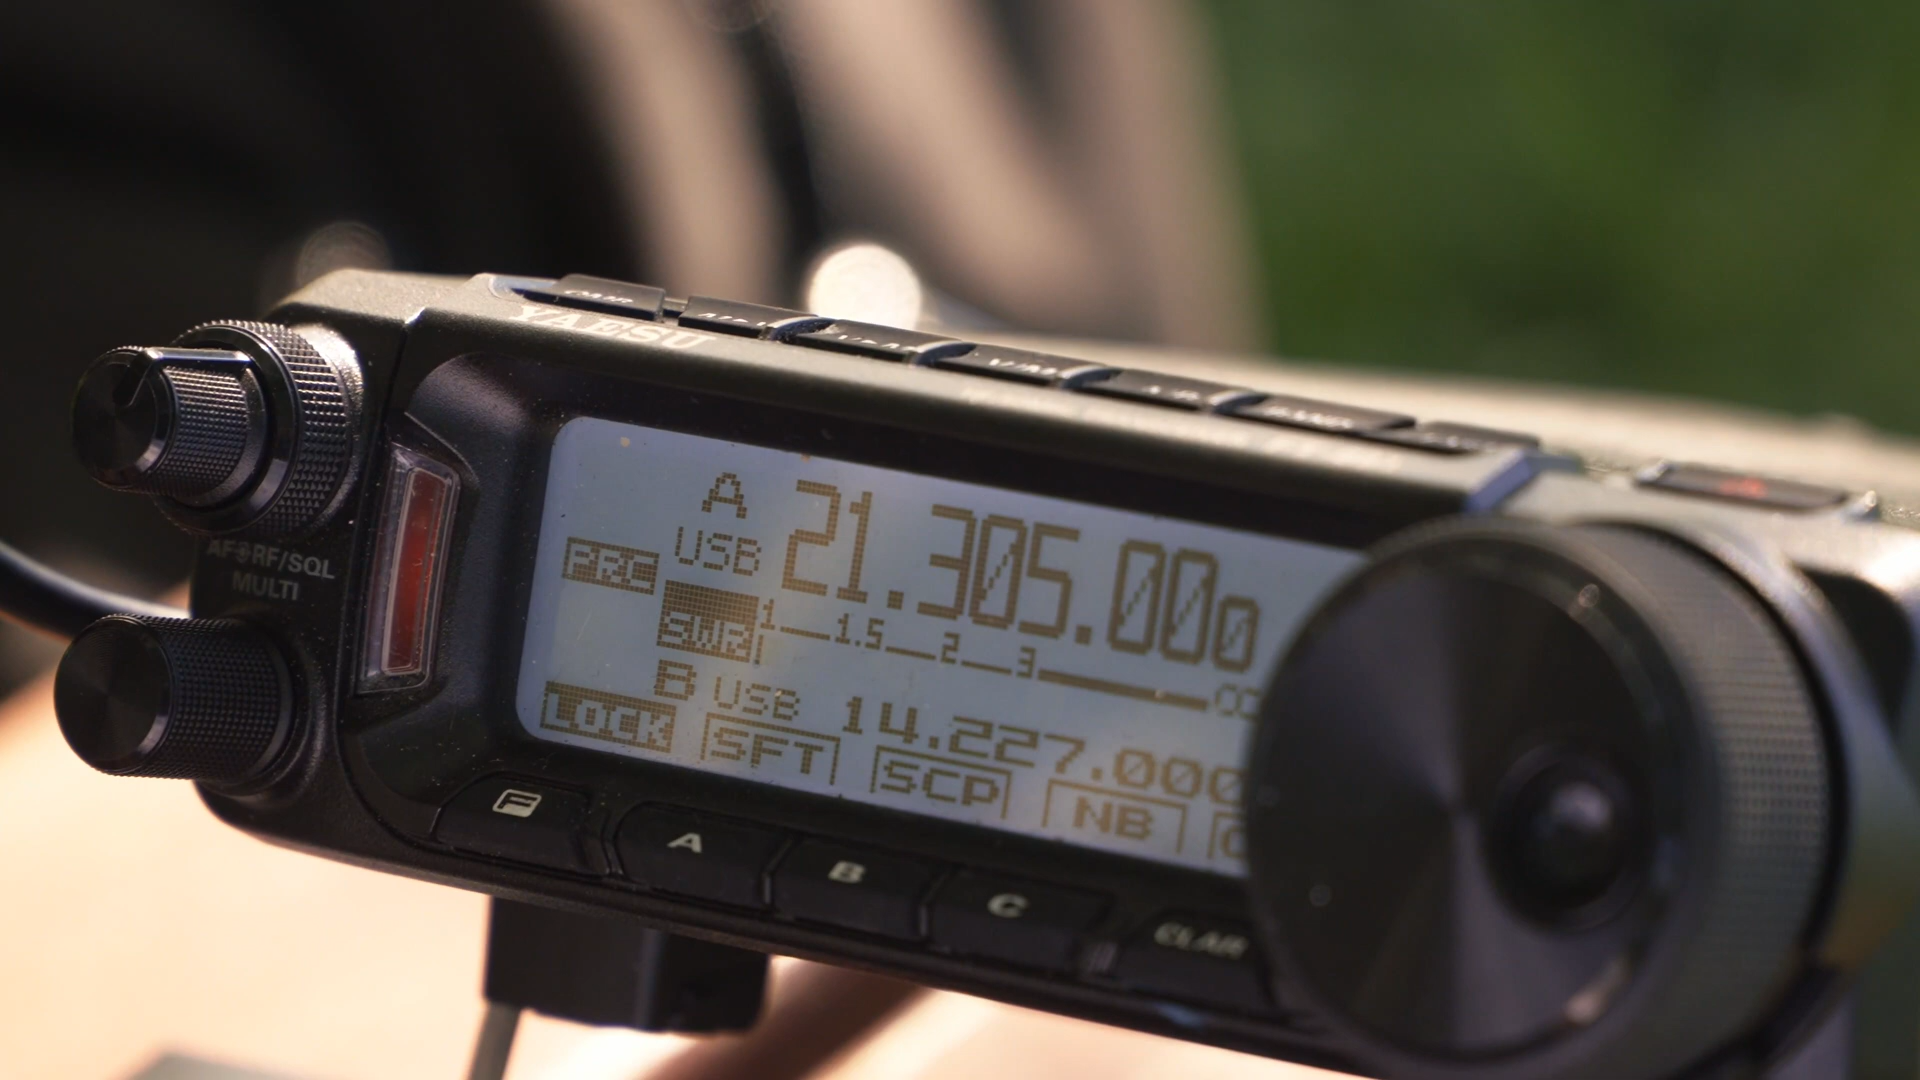 YAESU
A 21.305.000
USB
PRC
SWR 1 1.5 2 3 ∞
B USB 14.227.000
LOCK SFT SCP NB
AF RF/SQL
MULTI
F A B C CLAR